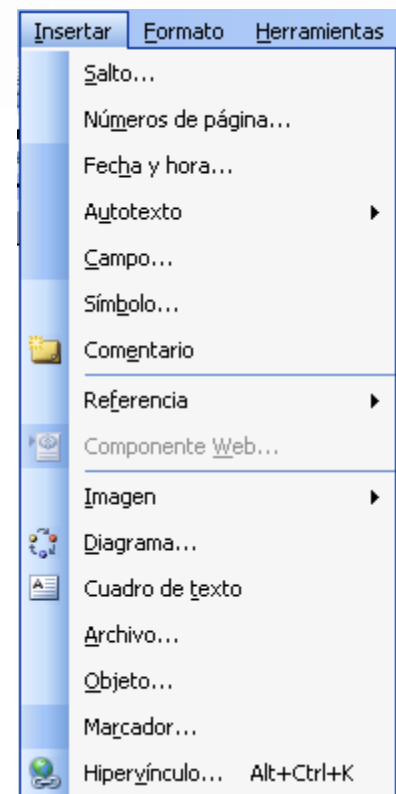 Insertar Formato Herramientas
Salto...
Números de página...
Fecha y hora...
Autotexto
Campo...
Símbolo...
Comentario
Referencia
Componente Web...
Imagen
Diagrama...
Cuadro de texto
Archivo...
Objeto...
Marcador...
Hipervínculo... Alt+Ctrl+K